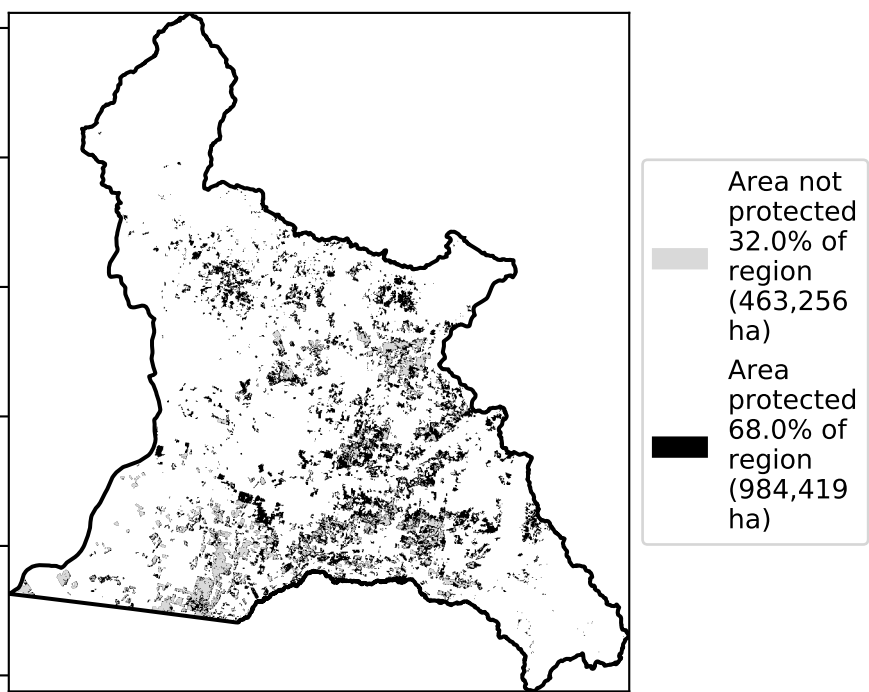 Area not
protected
32.0% of
region
(463,256
ha)
Area
protected
68.0% of
region
(984,419
ha)